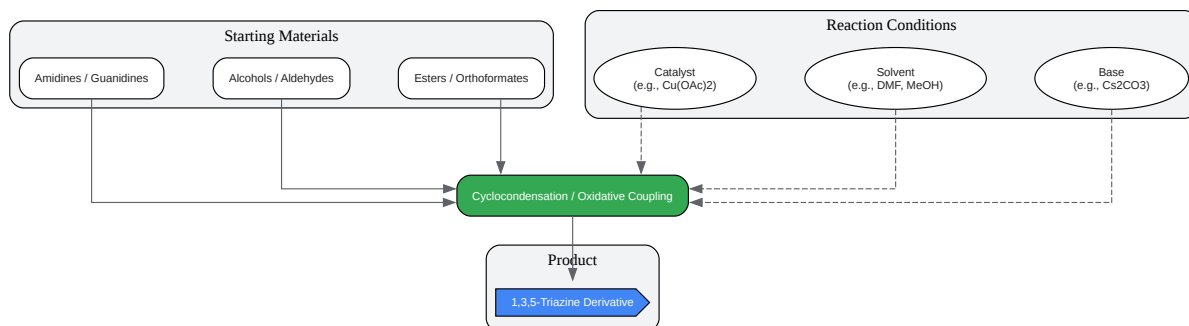 Starting Materials
Reaction Conditions
Amidines / Guanidines
Alcohols / Aldehydes
Esters / Orthoformates
Catalyst
(e.g., Cu(OAc)2)
Solvent
(e.g., DMF, MeOH)
Base
(e.g., Cs2CO3)
Cyclocondensation / Oxidative Coupling
Product
1,3,5-Triazine Derivative